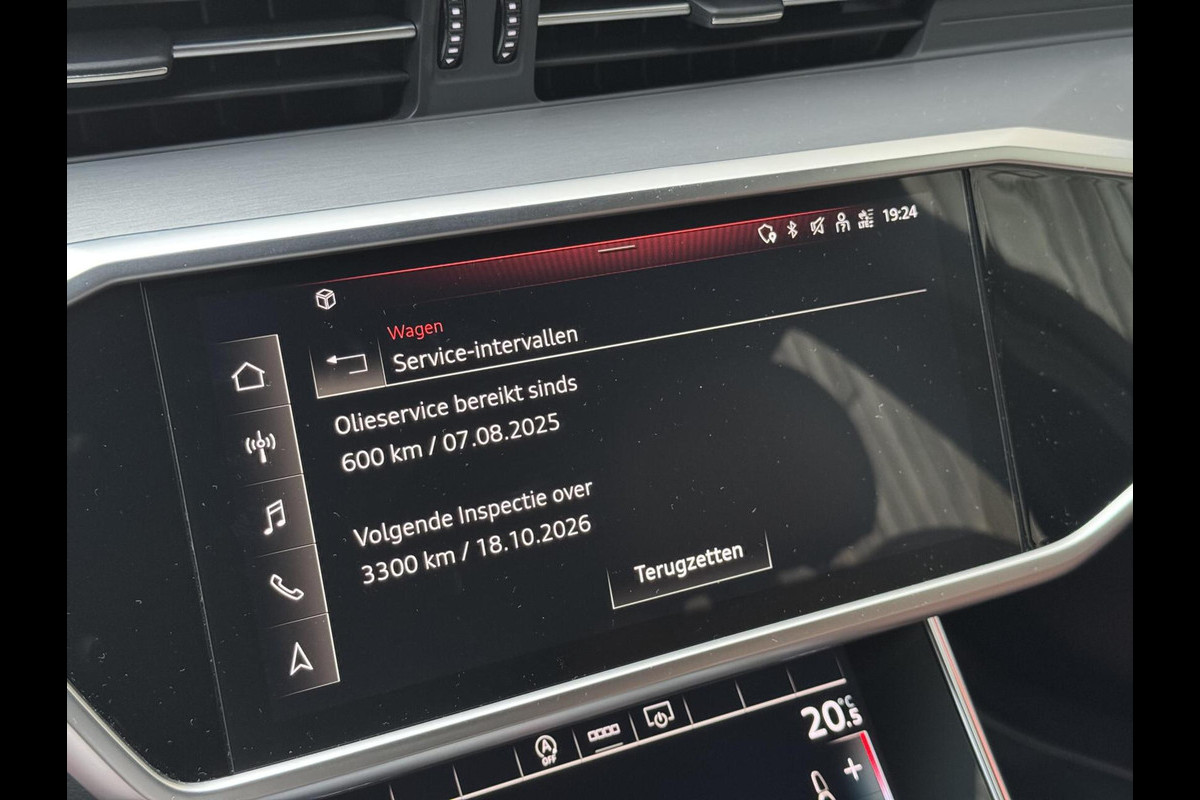 19:24
Wagen
Service-intervallen
Olieservice bereikt sinds
600 km / 07.08.2025
Volgende Inspectie over
3300 km / 18.10.2026
Terugzetten
20.5 °C
A
OFF
+